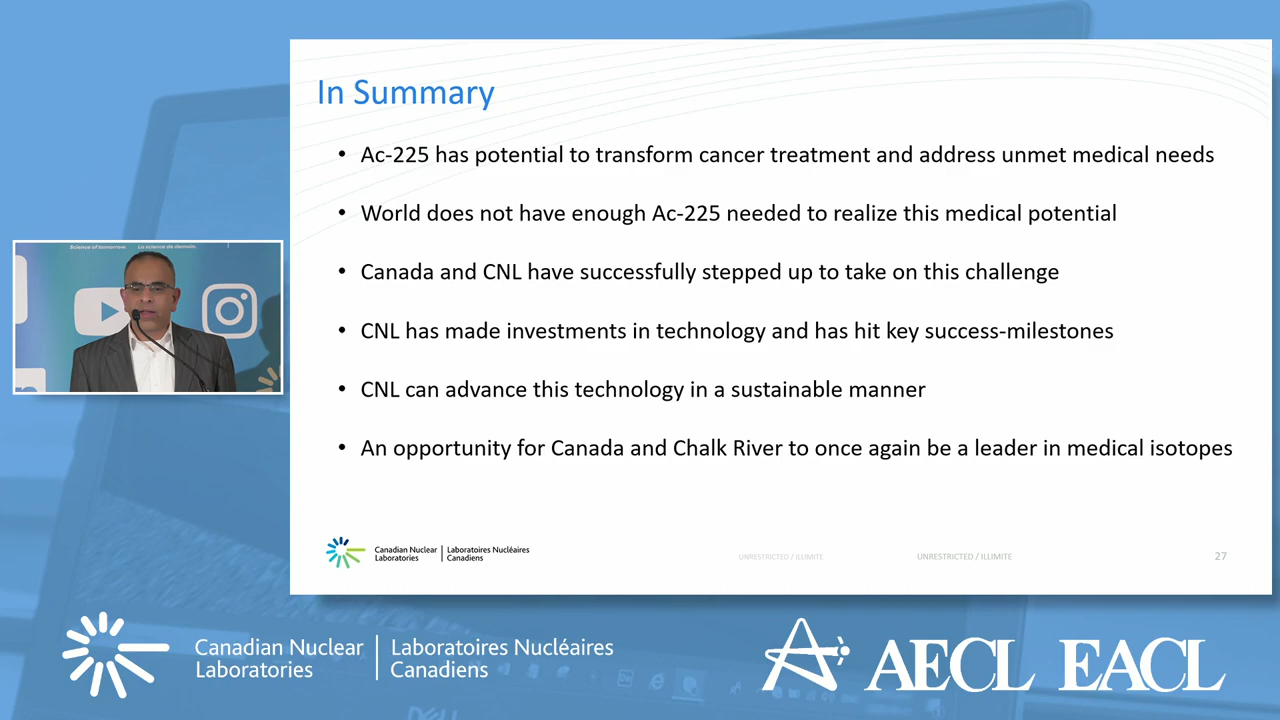 In Summary
• Ac-225 has potential to transform cancer treatment and address unmet medical needs
• World does not have enough Ac-225 needed to realize this medical potential
• Canada and CNL have successfully stepped up to take on this challenge
• CNL has made investments in technology and has hit key success-milestones
• CNL can advance this technology in a sustainable manner
• An opportunity for Canada and Chalk River to once again be a leader in medical isotopes
Canadian Nuclear Laboratories | Laboratoires Nucléaires Canadiens
UNRESTRICTED / ILLIMITE
UNRESTRICTED / ILLIMITE
27
Science of tomorrow. La science de demain.
Canadian Nuclear | Laboratoires Nucléaires
Laboratories | Canadiens
AECL EACL
DELL